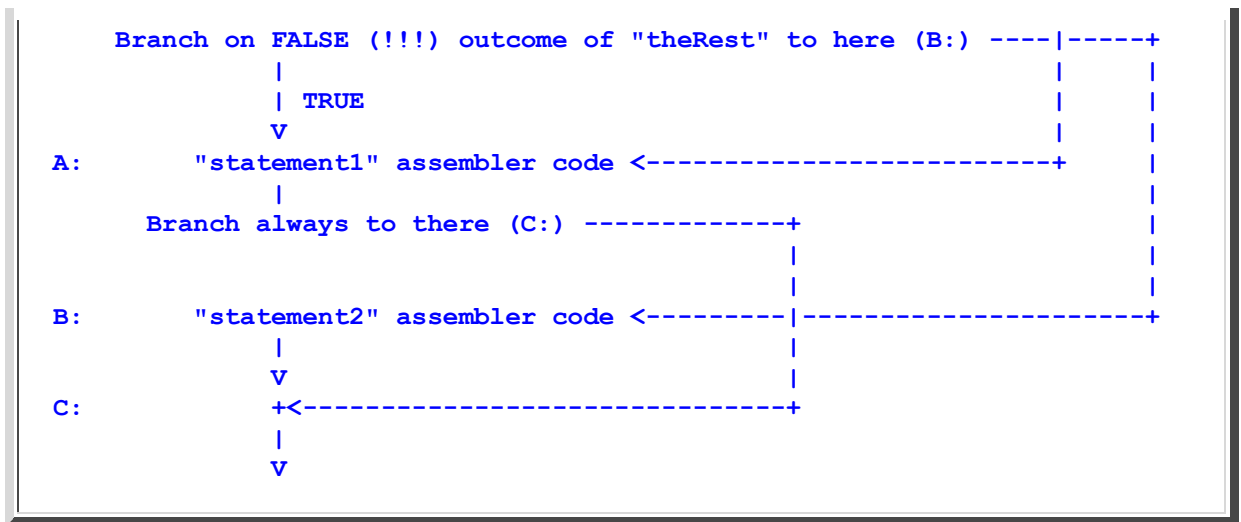 Branch on FALSE (!!!) outcome of "theRest" to here (B:) ----|-----+
| | |
| TRUE | |
V | |
A: "statement1" assembler code <--------------------------+ |
| |
Branch always to there (C:) -------------+ |
| |
| |
B: "statement2" assembler code <---------|----------------------+
| |
V |
C: +<-------------------------------+
|
V